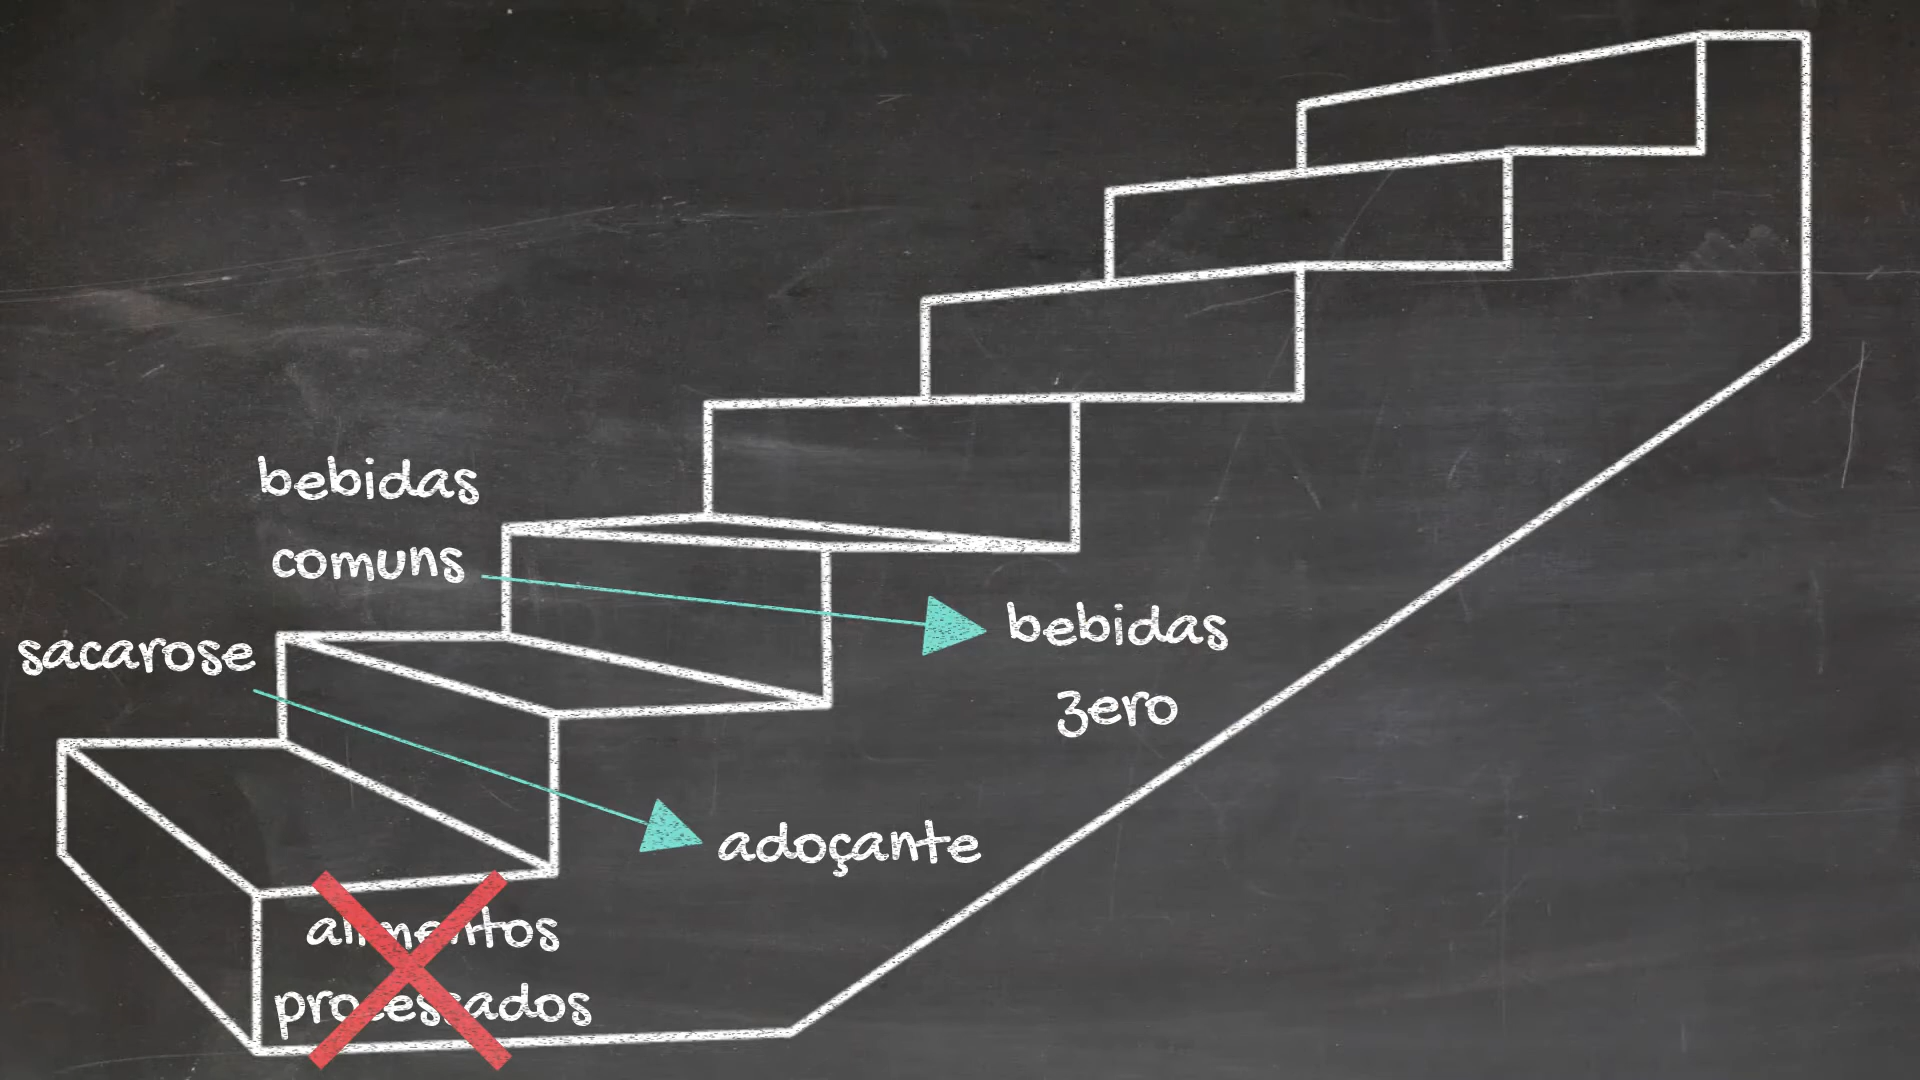 bebidas
comuns
sacarose
bebidas
zero
adoçante
alimentos
processados